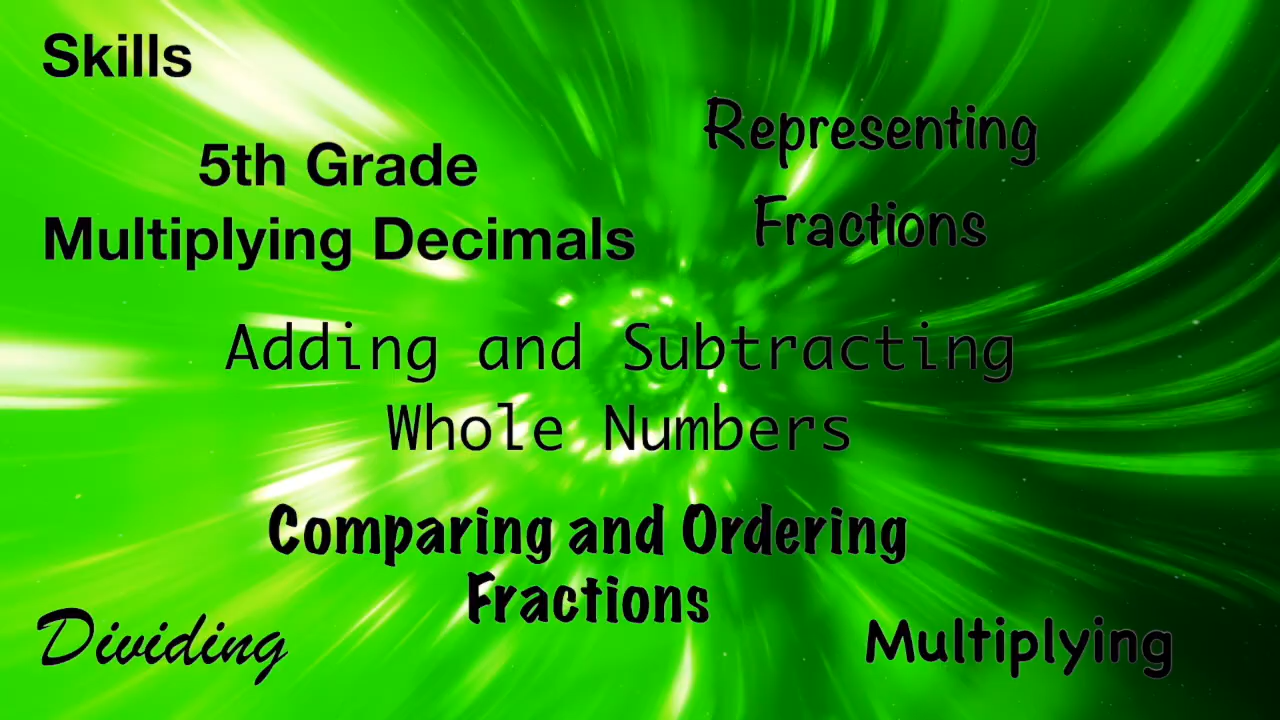 Skills
5th Grade
Multiplying Decimals
Representing
Fractions
Adding and Subtracting
Whole Numbers
Comparing and Ordering
Fractions
Dividing
Multiplying